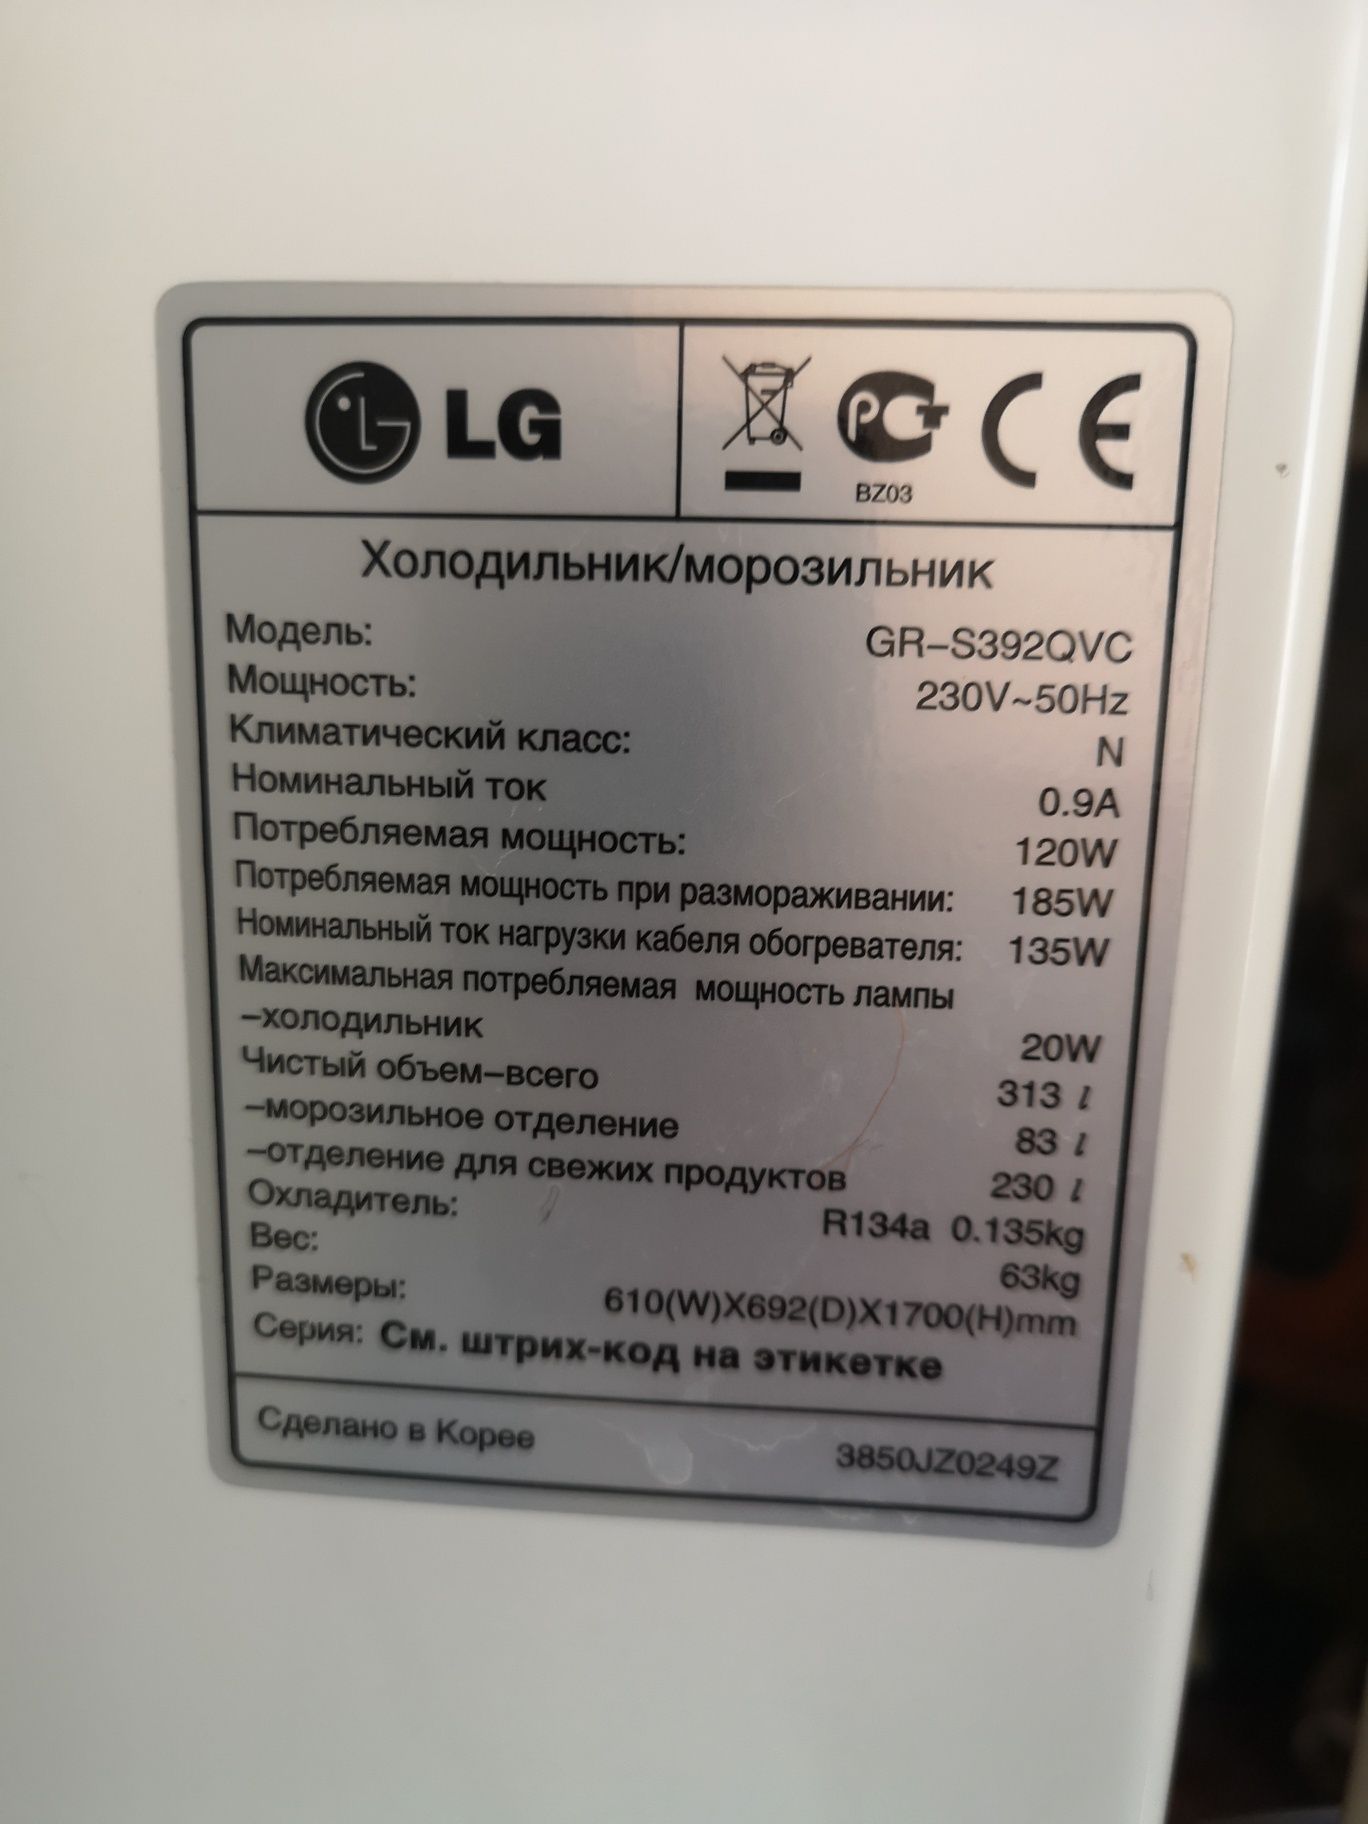 LG
PCT
BZ03
CE
Холодильник/морозильник
Модель: GR–S392QVC
Мощность: 230V~50Hz
Климатический класс: N
Номинальный ток 0.9A
Потребляемая мощность: 120W
Потребляемая мощность при размораживании: 185W
Номинальный ток нагрузки кабеля обогревателя: 135W
Максимальная потребляемая мощность лампы
–холодильник 20W
Чистый объем–всего 313 l
–морозильное отделение 83 l
–отделение для свежих продуктов 230 l
Охладитель: R134a 0.135kg
Вес: 63kg
Размеры: 610(W)X692(D)X1700(H)mm
Серия: См. штрих-код на этикетке
Сделано в Корее 3850JZ0249Z